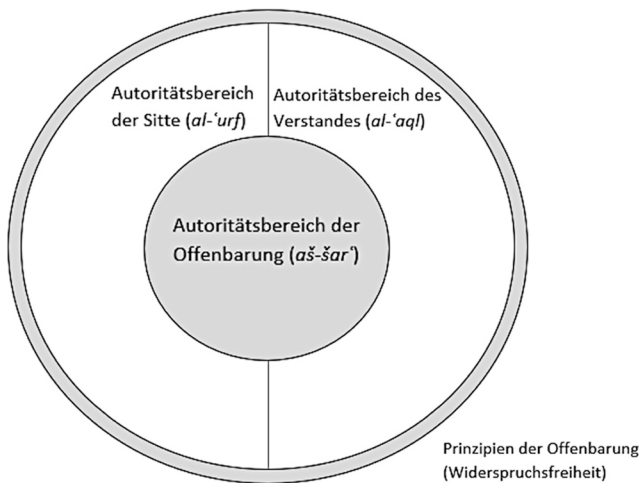 Autoritätsbereich
der Sitte (al-ʿurf)
Autoritätsbereich des
Verstandes (al-ʿaql)
Autoritätsbereich der
Offenbarung (aš-šarʿ)
Prinzipien der Offenbarung
(Widerspruchsfreiheit)